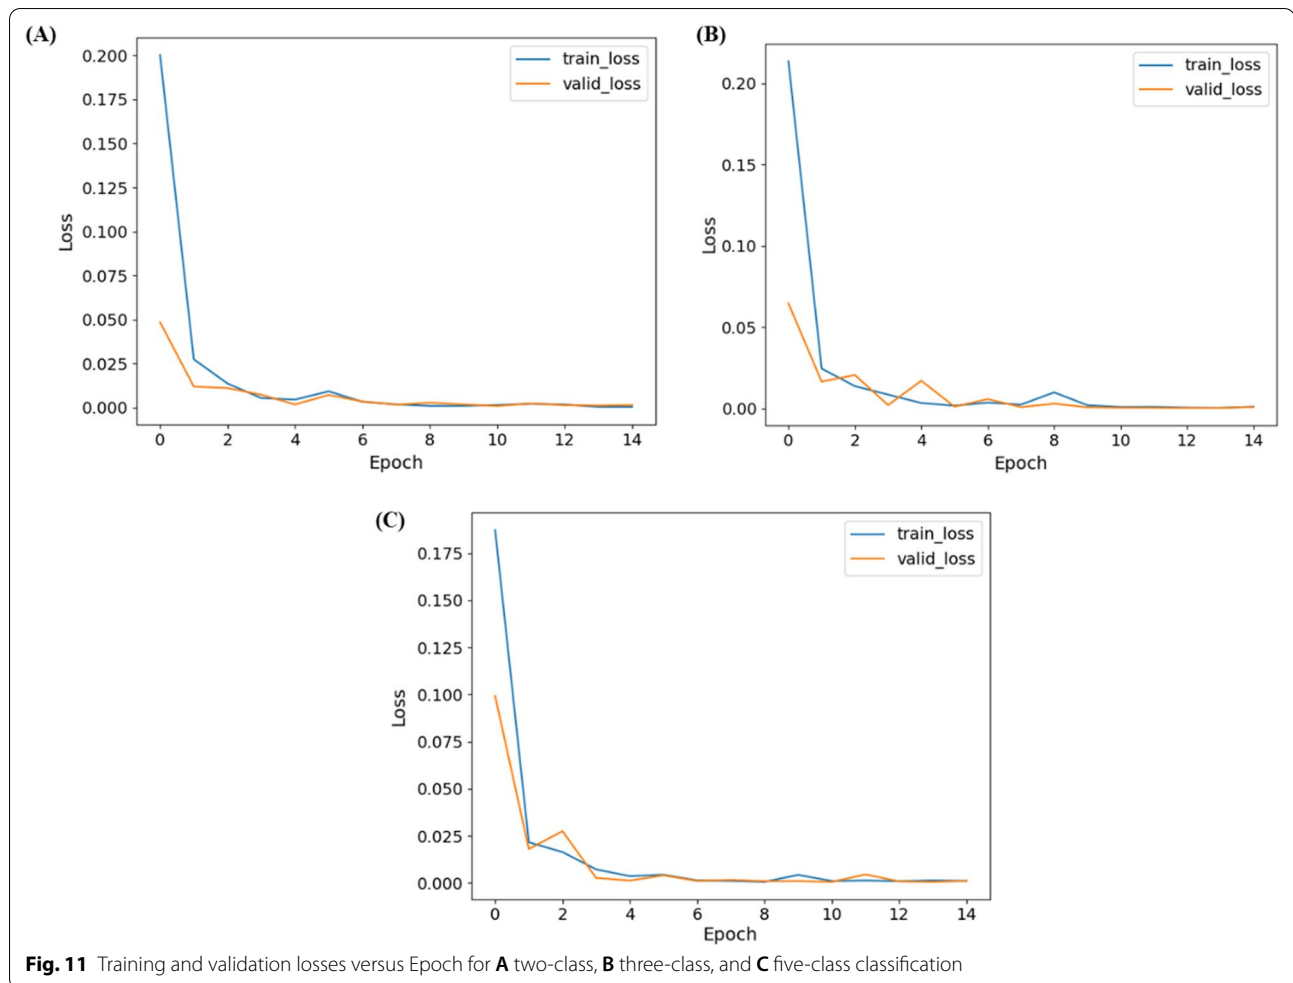 (A)
0.200
0.175
0.150
0.125
0.100
0.075
0.050
0.025
0.000
Loss
train_loss
valid_loss
0 2 4 6 8 10 12 14
Epoch
(B)
0.20
0.15
0.10
0.05
0.00
Loss
train_loss
valid_loss
0 2 4 6 8 10 12 14
Epoch
(C)
0.175
0.150
0.125
0.100
0.075
0.050
0.025
0.000
Loss
train_loss
valid_loss
0 2 4 6 8 10 12 14
Epoch
Fig. 11 Training and validation losses versus Epoch for A two-class, B three-class, and C five-class classification